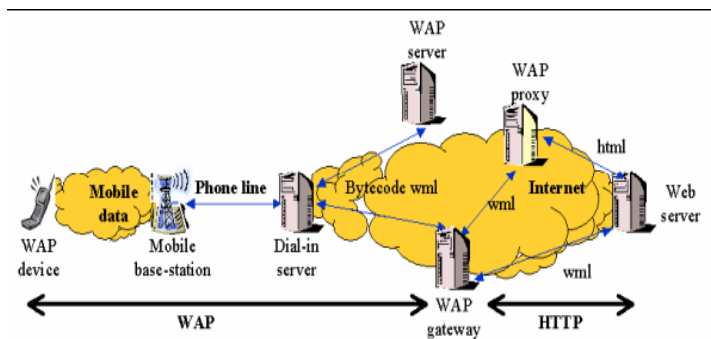 WAP
server
WAP
proxy
html
Mobile
data
Phone line
Bytecode wml
wml
Internet
Web
server
WAP
device
Mobile
base-station
Dial-in
server
wml
WAP
gateway
WAP
HTTP